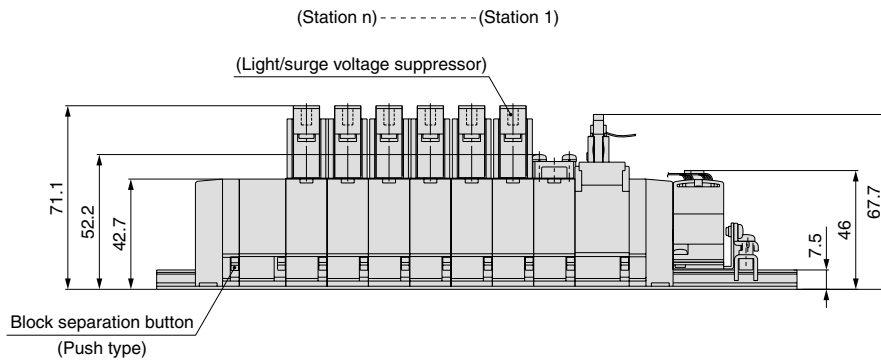 (Station n) - - - - - - - - (Station 1)
(Light/surge voltage suppressor)
71.1
52.2
42.7
67.7
46
7.5
Block separation button
(Push type)